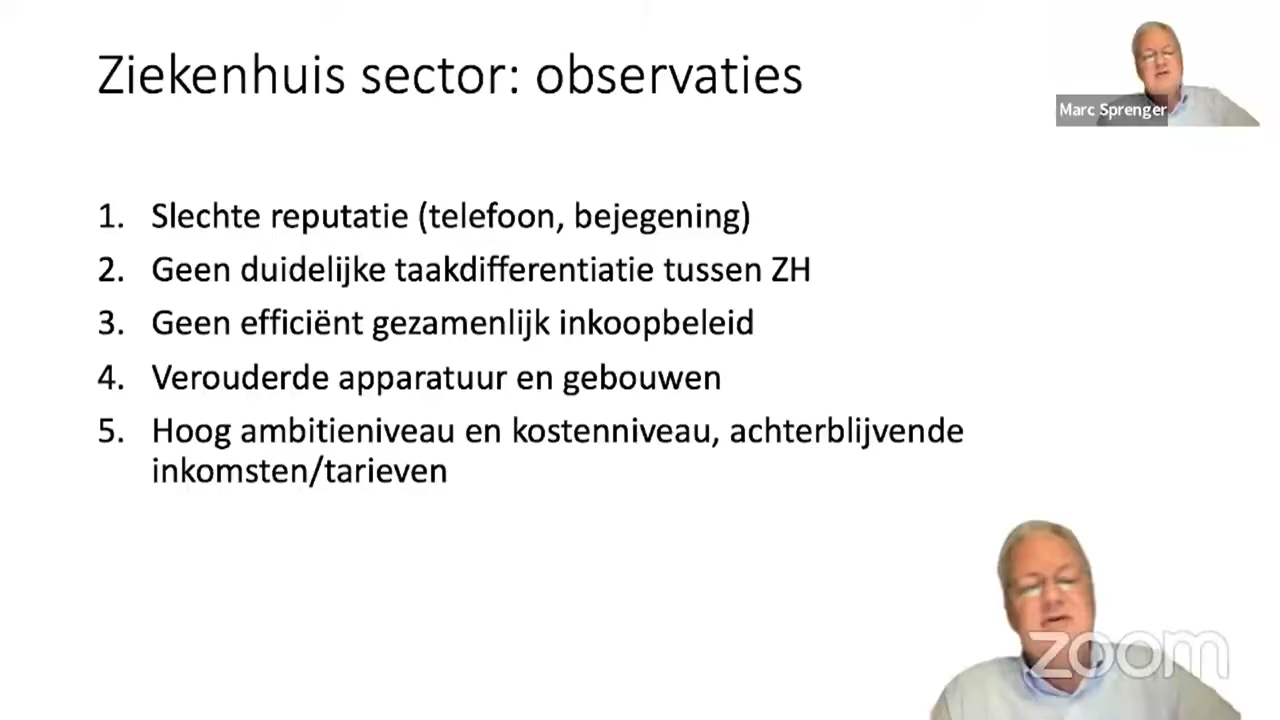 Ziekenhuis sector: observaties
Marc Sprenger
1. Slechte reputatie (telefoon, bejegening)
2. Geen duidelijke taakdifferentiatie tussen ZH
3. Geen efficiënt gezamenlijk inkoopbeleid
4. Verouderde apparatuur en gebouwen
5. Hoog ambitieniveau en kostenniveau, achterblijvende
inkomsten/tarieven
zoom